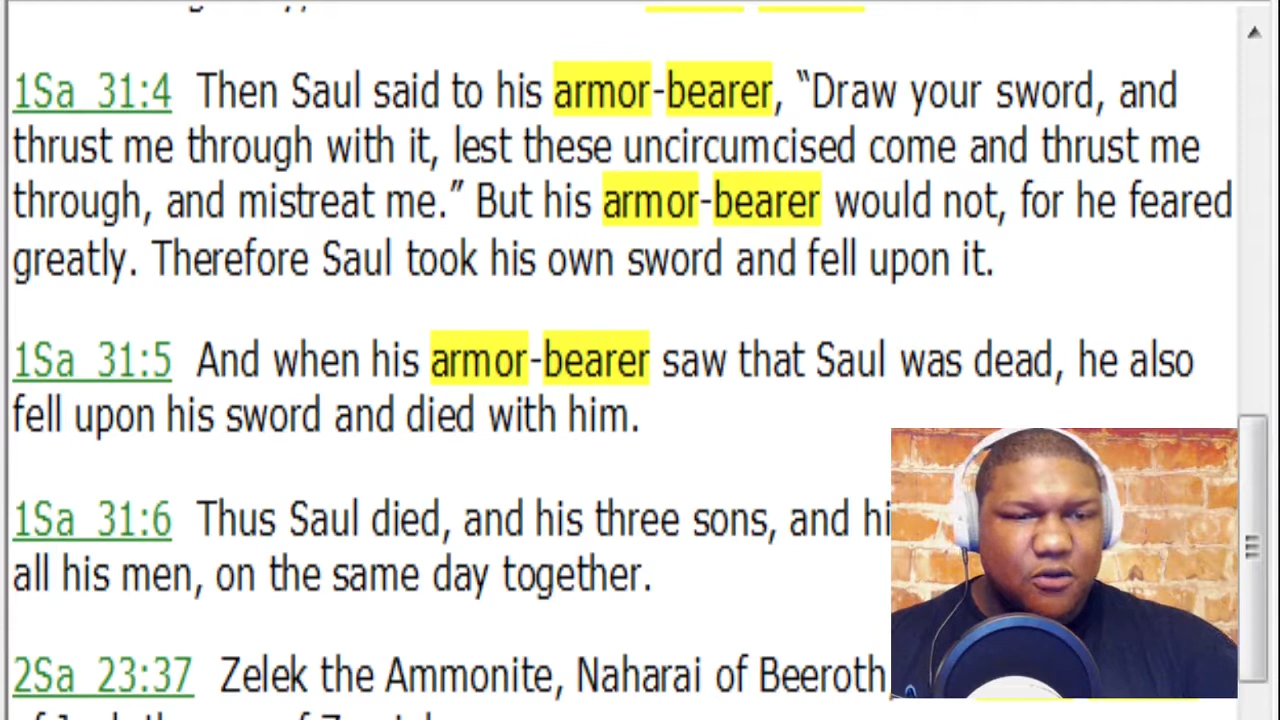 1Sa 31:4 Then Saul said to his armor-bearer, “Draw your sword, and
thrust me through with it, lest these uncircumcised come and thrust me
through, and mistreat me.” But his armor-bearer would not, for he feared
greatly. Therefore Saul took his own sword and fell upon it.
1Sa 31:5 And when his armor-bearer saw that Saul was dead, he also
fell upon his sword and died with him.
1Sa 31:6 Thus Saul died, and his three sons, and
all his men, on the same day together.
2Sa 23:37 Zelek the Ammonite, Naharai of Beeroth